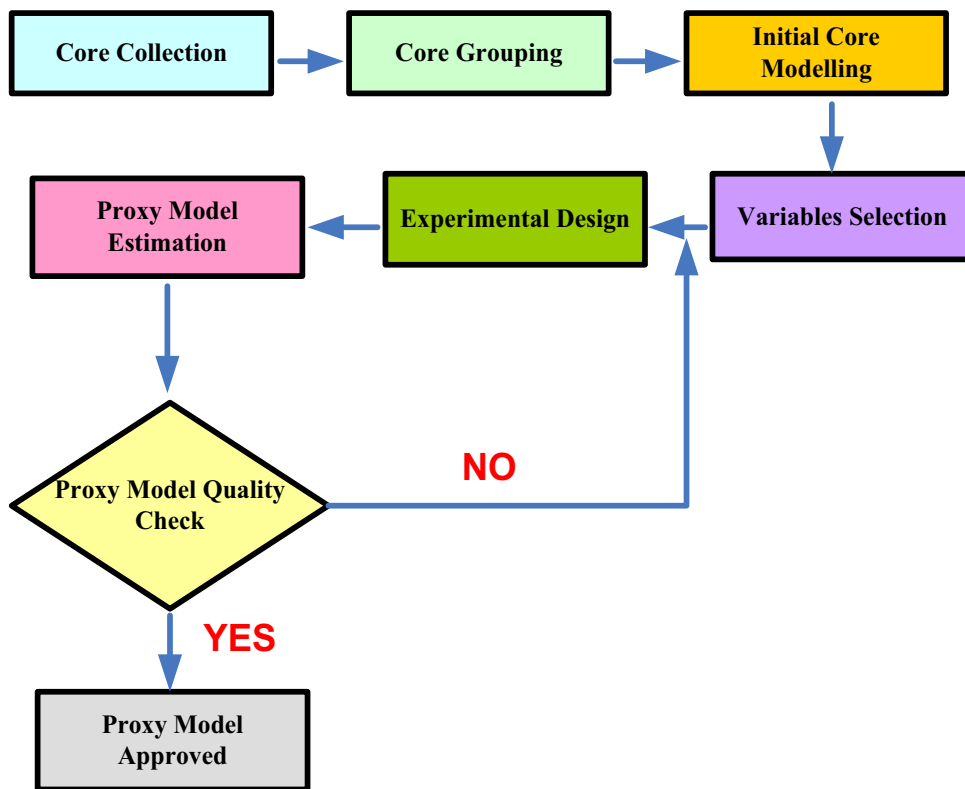 Core Collection
Core Grouping
Initial Core
Modelling
Variables Selection
Experimental Design
Proxy Model
Estimation
Proxy Model Quality
Check
NO
YES
Proxy Model
Approved